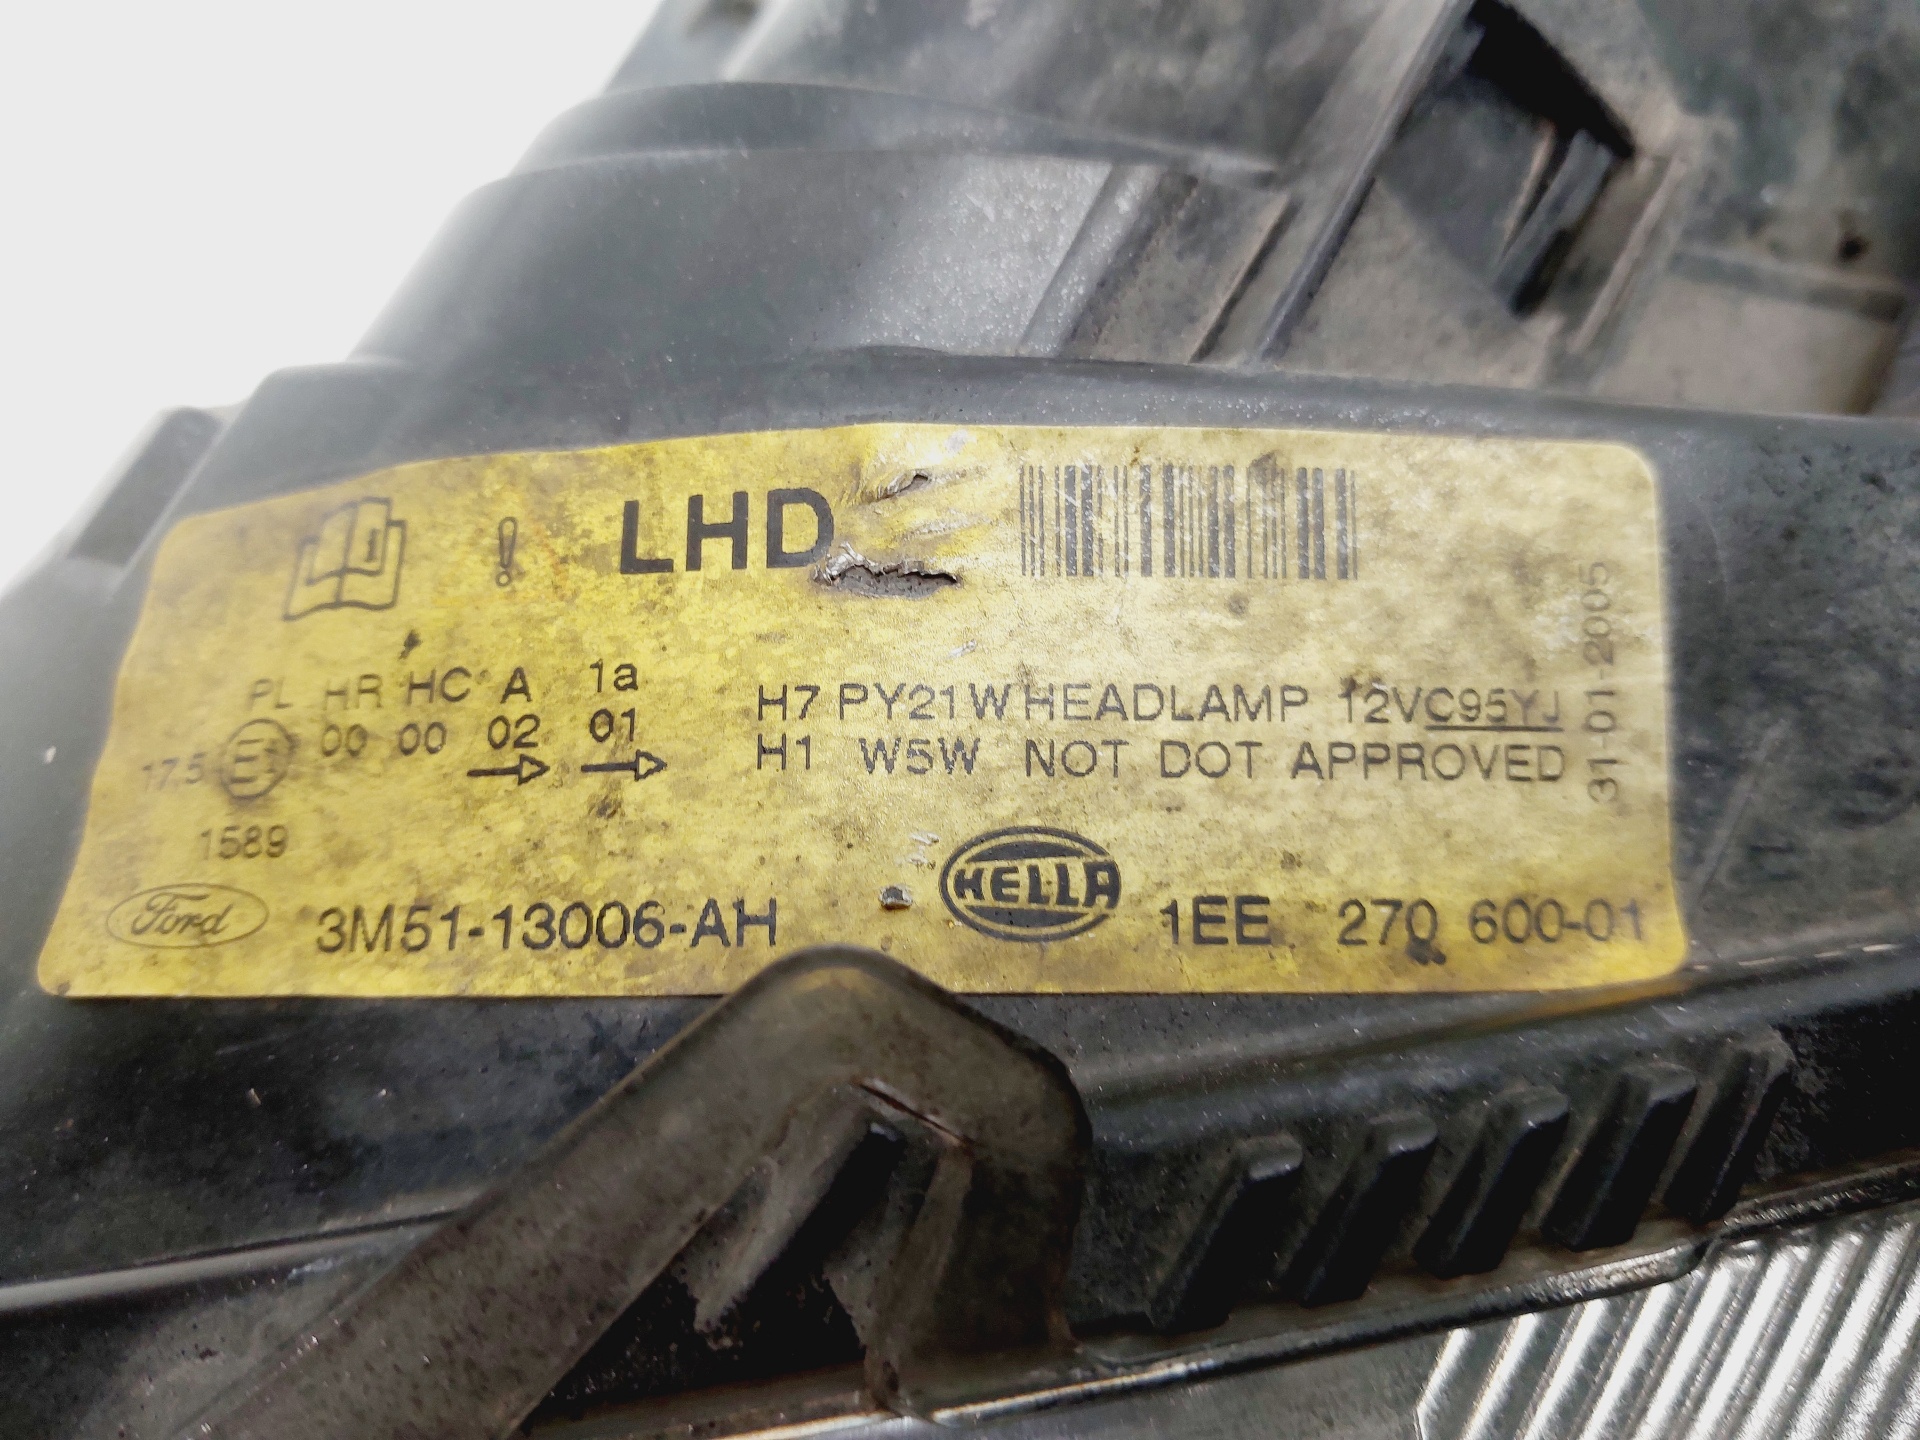 LHD
PL HR HC A 1a
17.5 E1 00 00 02 01
1589
H7 PY21W HEADLAMP 12V C95YJ
H1 W5W NOT DOT APPROVED
31-01-2005
Ford 3M51-13006-AH
HELLA 1EE 270 600-01